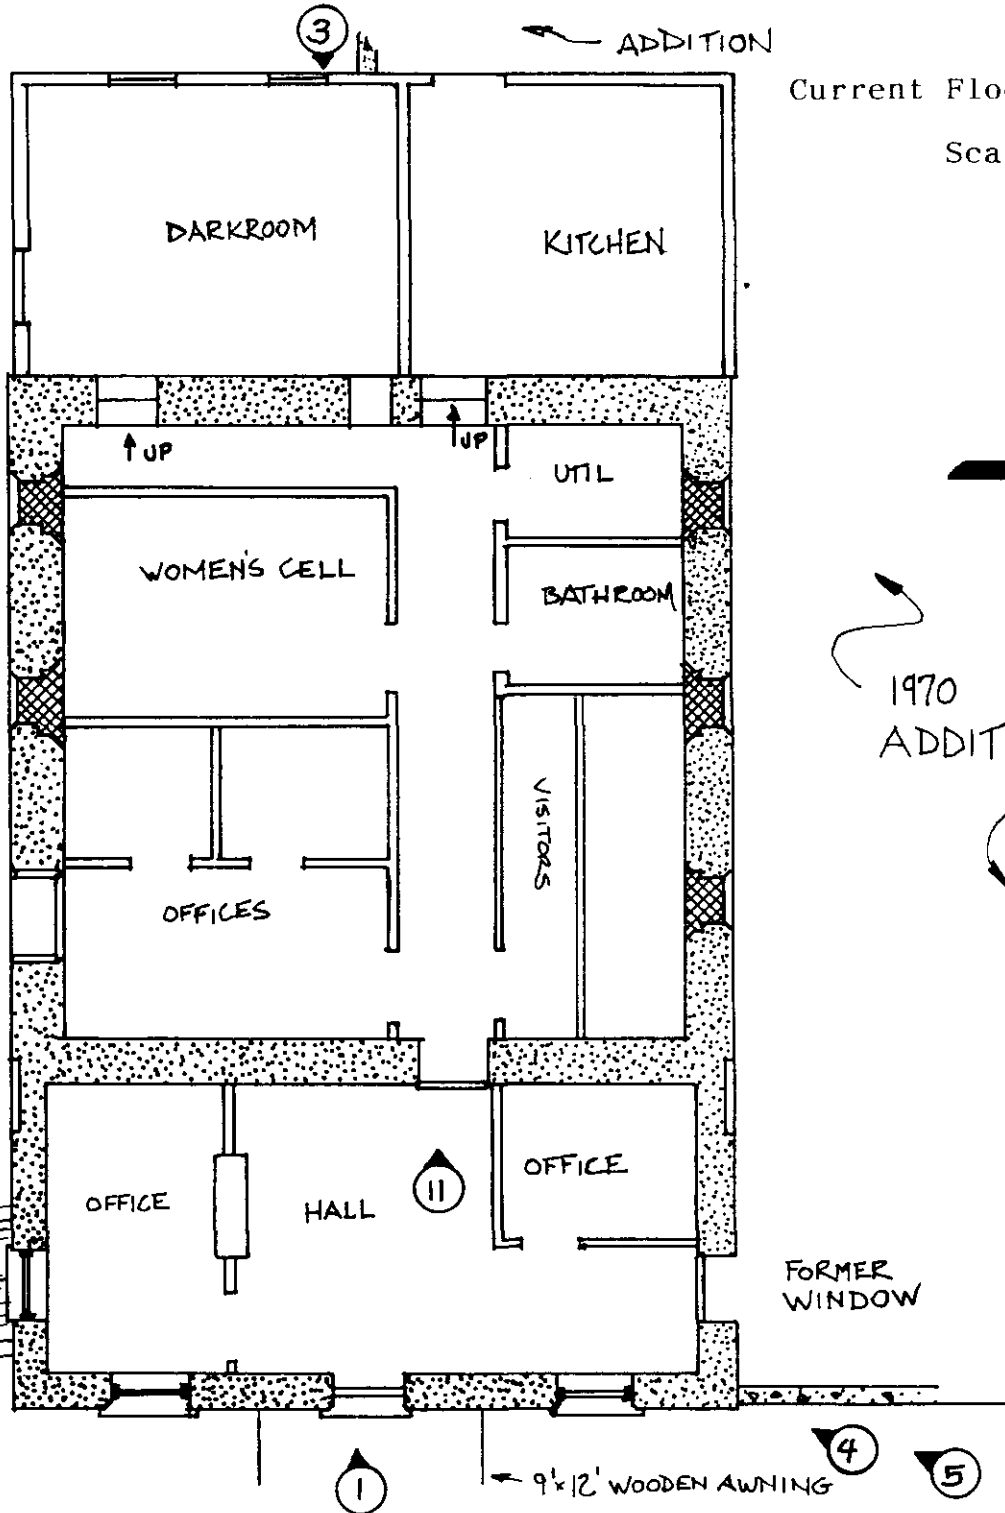 3
ADDITION
Current Floo
Sca
DARKROOM
KITCHEN
UP
UP
UTIL
WOMEN'S CELL
BATHROOM
1970
ADDIT
VISITORS
OFFICES
OFFICE
HALL
11
OFFICE
FORMER
WINDOW
1
9'x12' WOODEN AWNING
4
5